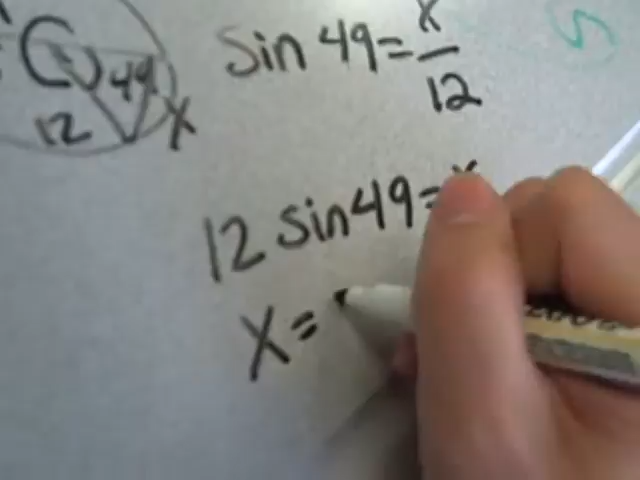 49
12 x
sin 49 = x/12
12 sin 49 = x
x =